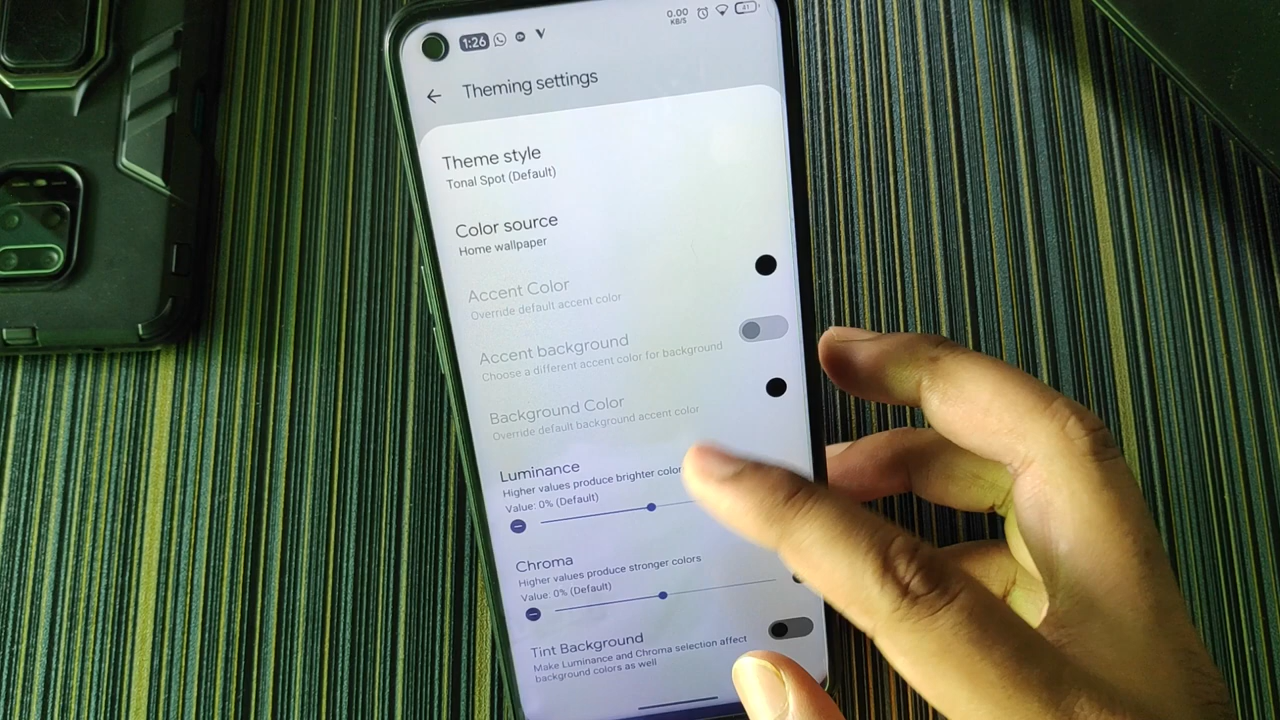 1:26
0.00
KB/S
41
Theming settings
Theme style
Tonal Spot (Default)
Color source
Home wallpaper
Accent Color
Override default accent color
Accent background
Choose a different accent color for background
Background Color
Override default background accent color
Luminance
Higher values produce brighter color
Value: 0% (Default)
Chroma
Higher values produce stronger colors
Value: 0% (Default)
Tint Background
Make Luminance and Chroma selection affect
background colors as well